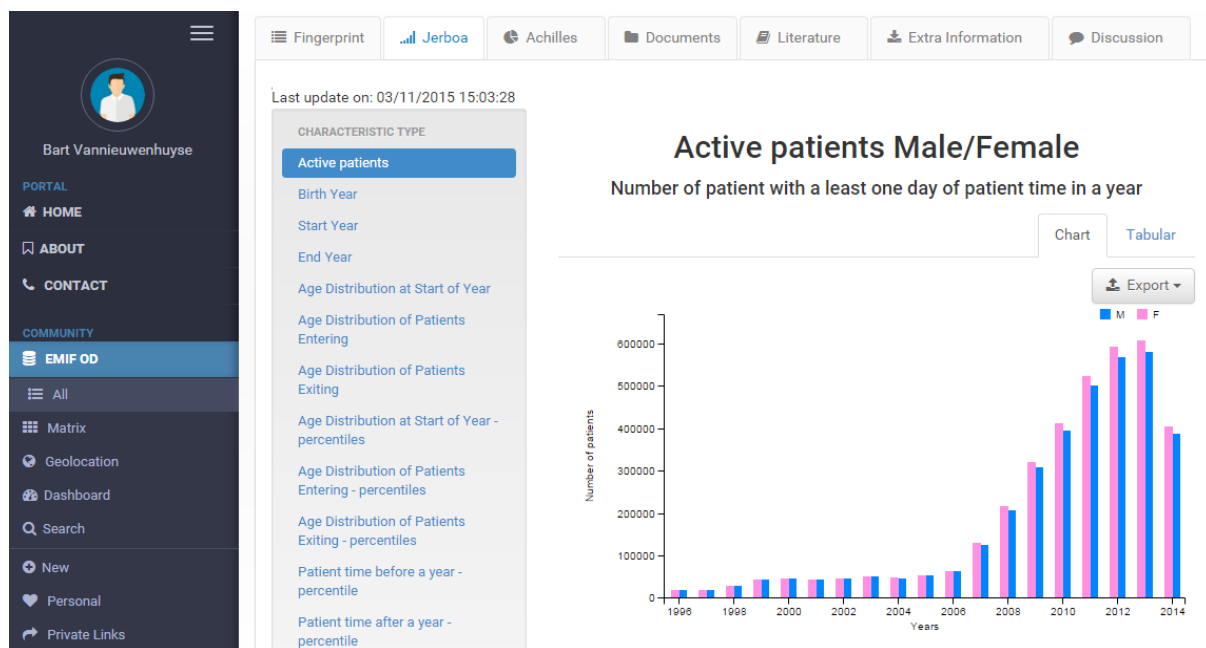 Bart Vannieuwenhuyse
PORTAL
HOME
ABOUT
CONTACT
COMMUNITY
EMIF OD
All
Matrix
Geolocation
Dashboard
Search
New
Personal
Private Links
Fingerprint
Jerboa
Achilles
Documents
Literature
Extra Information
Discussion
Last update on: 03/11/2015 15:03:28
CHARACTERISTIC TYPE
Active patients
Birth Year
Start Year
End Year
Age Distribution at Start of Year
Age Distribution of Patients
Entering
Age Distribution of Patients
Exiting
Age Distribution at Start of Year -
percentiles
Age Distribution of Patients
Entering - percentiles
Age Distribution of Patients
Exiting - percentiles
Patient time before a year -
percentile
Patient time after a year -
percentile
Active patients Male/Female
Number of patient with a least one day of patient time in a year
Chart
Tabular
Export
M F
600000
500000
400000
300000
200000
100000
0
Number of patients
1996 1998 2000 2002 2004 2006 2008 2010 2012 2014
Years